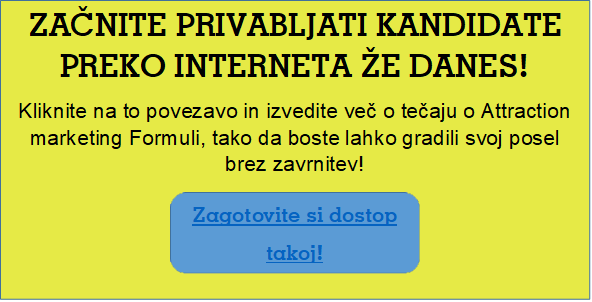 ZAČNITE PRIVABLJATI KANDIDATE
PREKO INTERNETA ŽE DANES!
Kliknite na to povezavo in izvedite več o tečaju o Attraction
marketing Formuli, tako da boste lahko gradili svoj posel
brez zavrnitev!
Zagotovite si dostop
takoj!